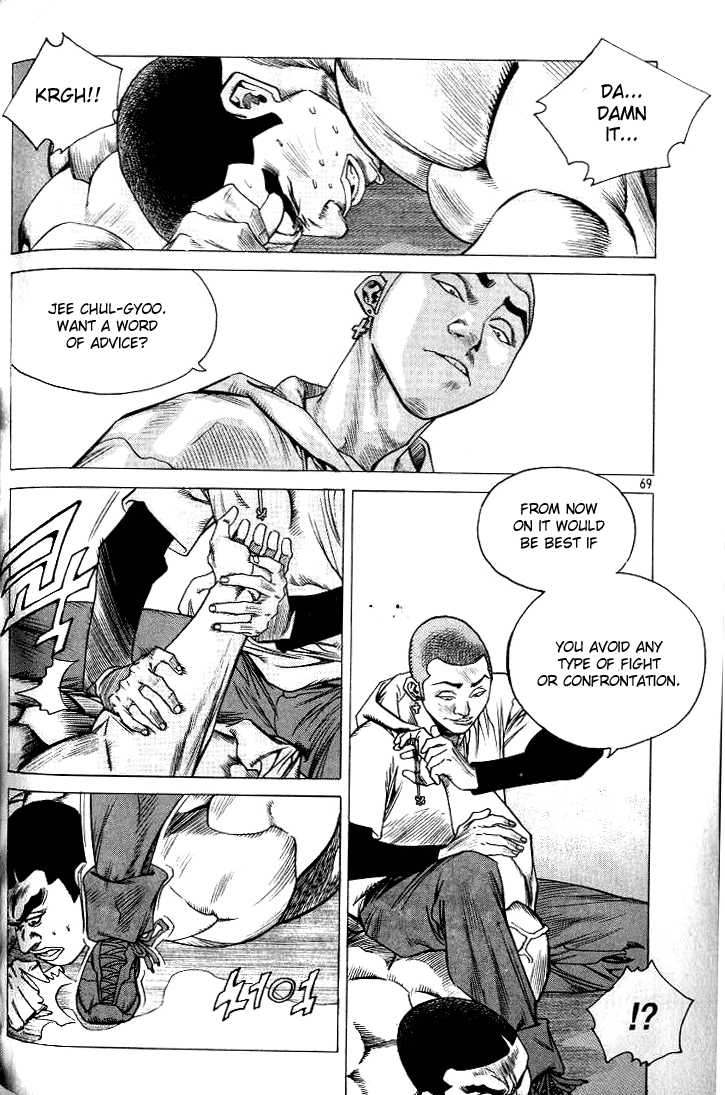 KRGH!!
DA...
DAMN
IT...
JEE CHUL-GYOO.
WANT A WORD
OF ADVICE?
69
FROM NOW
ON IT WOULD
BE BEST IF
YOU AVOID ANY
TYPE OF FIGHT
OR CONFRONTATION.
!?